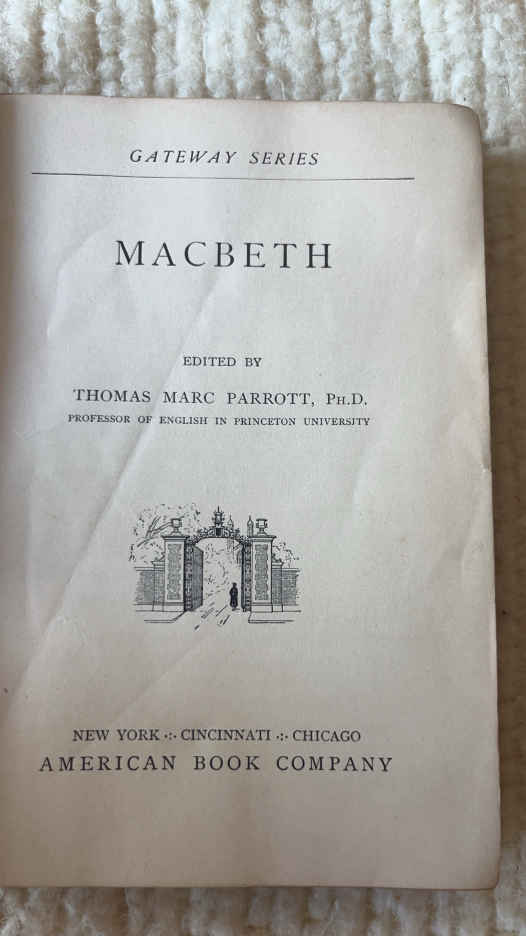 GATEWAY SERIES
MACBETH
EDITED BY
THOMAS MARC PARROTT, PH.D.
PROFESSOR OF ENGLISH IN PRINCETON UNIVERSITY
NEW YORK ·:· CINCINNATI ·:· CHICAGO
AMERICAN BOOK COMPANY